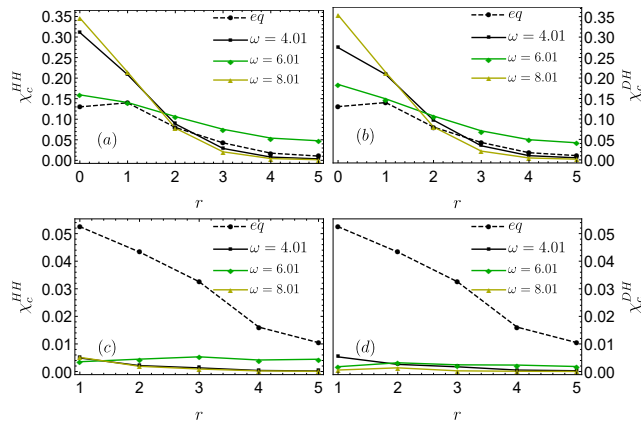 χ_c^HH
0.35
0.30
0.25
0.20
0.15
0.10
0.05
0.00
eq
ω = 4.01
ω = 6.01
ω = 8.01
(a)
0 1 2 3 4 5
r
eq
ω = 4.01
ω = 6.01
ω = 8.01
(b)
0 1 2 3 4 5
r
0.35
0.30
0.25
0.20
0.15
0.10
0.05
0.00
χ_c^DH
χ_c^HH
0.05
0.04
0.03
0.02
0.01
0.00
eq
ω = 4.01
ω = 6.01
ω = 8.01
(c)
1 2 3 4 5
r
eq
ω = 4.01
ω = 6.01
ω = 8.01
(d)
1 2 3 4 5
r
0.05
0.04
0.03
0.02
0.01
0.00
χ_c^DH